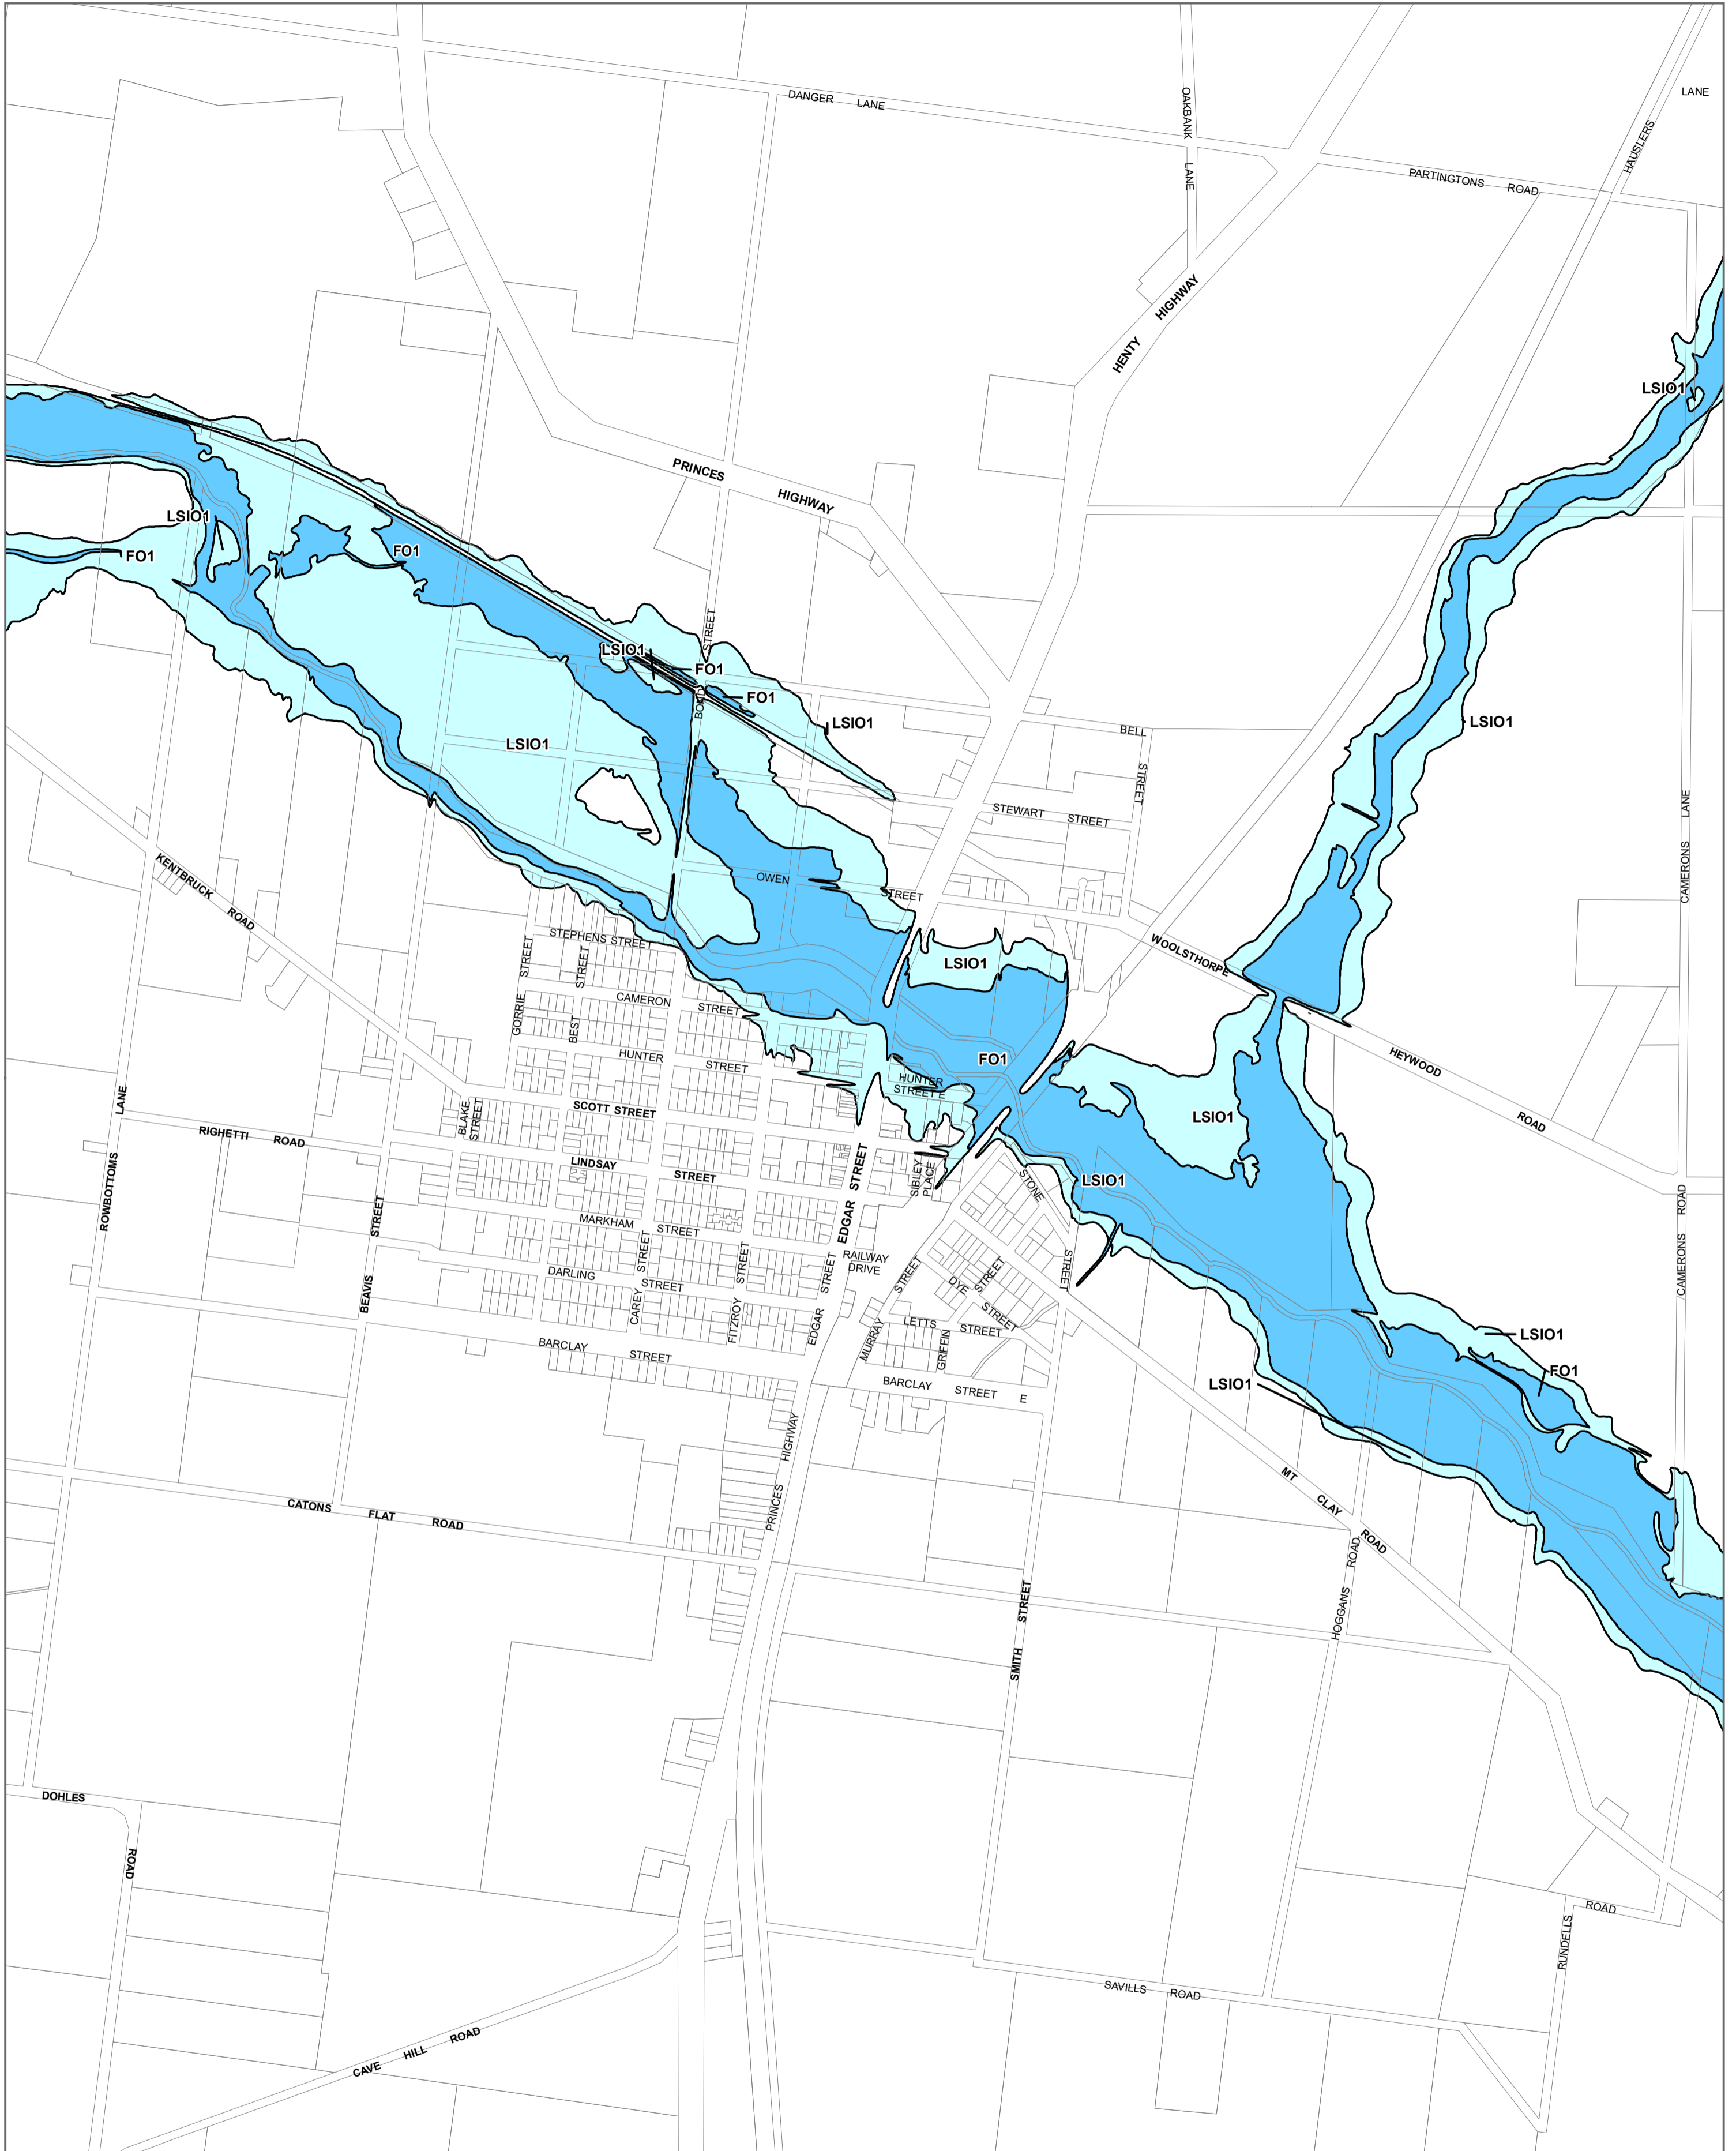 DANGER LANE
OAKBANK LANE
LANE
HAUSLERS
PARTINGTONS ROAD
HENTY HIGHWAY
LSIO1
PRINCES HIGHWAY
LSIO1
FO1
FO1
STREET
BOND
LSIO1
FO1
FO1
LSIO1
LSIO1
LSIO1
BELL
STREET
STEWART STREET
CAMERONS LANE
KENTBRUCK ROAD
OWEN STREET
WOOLSTHORPE
HEYWOOD
ROAD
STEPHENS STREET
LSIO1
GORRIE STREET
BEST STREET
CAMERON STREET
HUNTER STREET
FO1
HUNTER
STREET E
LSIO1
SCOTT STREET
BLAKE
STREET
ROWBOTTOMS LANE
RIGHETTI ROAD
LINDSAY STREET
SIBLEY
PLACE
STONE
STREET
LSIO1
EDGAR STREET
MARKHAM STREET
BEAVIS STREET
RAILWAY
DRIVE
DARLING STREET
CAREY STREET
FITZROY STREET
EDGAR STREET
MURRAY STREET
DYE STREET
STREET
LETTS STREET
GRIFFIN
CAMERONS ROAD
LSIO1
FO1
LSIO1
BARCLAY STREET
BARCLAY STREET E
PRINCES HIGHWAY
MT CLAY ROAD
CATONS FLAT ROAD
HOGGANS ROAD
SMITH STREET
DOHLES
ROAD
RUNDELLS
ROAD
SAVILLS ROAD
CAVE HILL ROAD